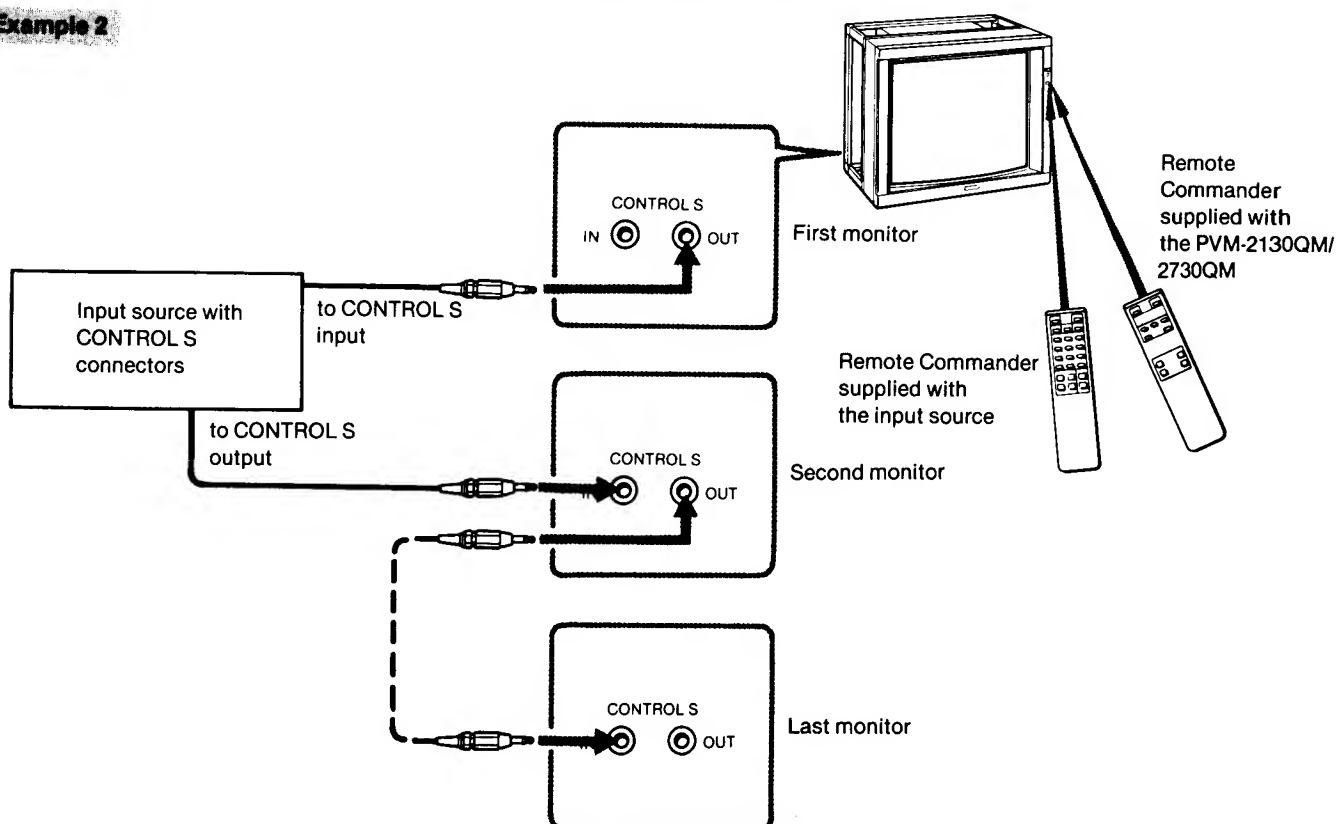 Example 2
CONTROL S
IN
OUT
First monitor
Remote
Commander
supplied with
the PVM-2130QM/
2730QM
Input source with
CONTROL S
connectors
to CONTROL S
input
Remote Commander
supplied with
the input source
to CONTROL S
output
CONTROL S
OUT
Second monitor
CONTROL S
OUT
Last monitor